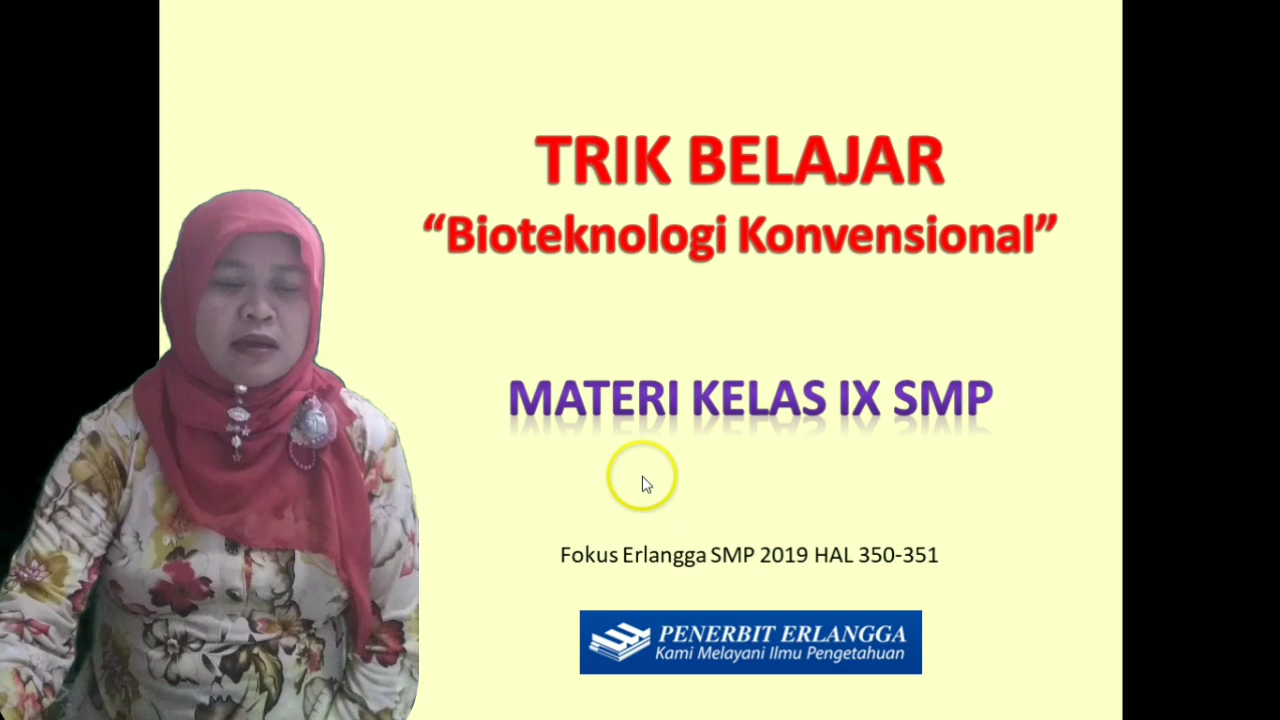 TRIK BELAJAR
“Bioteknologi Konvensional”
MATERI KELAS IX SMP
Fokus Erlangga SMP 2019 HAL 350-351
PENERBIT ERLANGGA
Kami Melayani Ilmu Pengetahuan